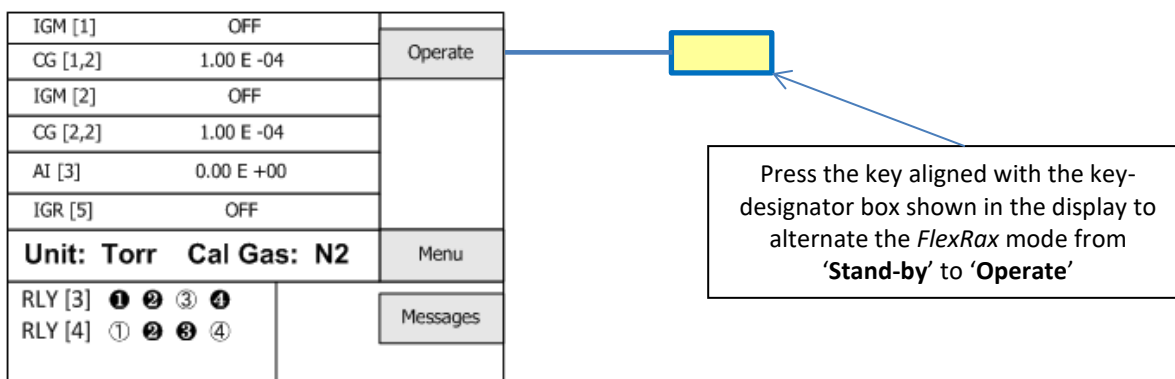 IGM [1] OFF
CG [1,2] 1.00 E -04
Operate
IGM [2] OFF
CG [2,2] 1.00 E -04
AI [3] 0.00 E +00
IGR [5] OFF
Unit: Torr Cal Gas: N2
Menu
RLY [3] ❶ ❷ ③ ❹
RLY [4] ① ❷ ❸ ④
Messages
Press the key aligned with the key-
designator box shown in the display to
alternate the FlexRax mode from
‘Stand-by’ to ‘Operate’